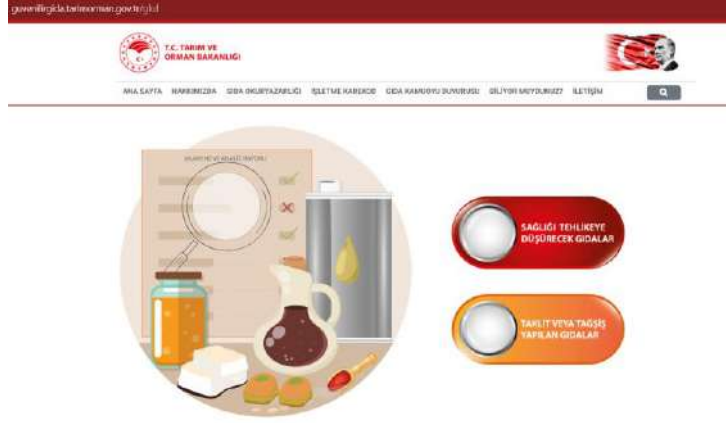 guvenilirgida.tarimorman.gov.tr/gkd
T.C. TARIM VE
ORMAN BAKANLIĞI
ANA SAYFA HAKKIMIZDA GIDA OKURYAZARLIĞI İŞLETME KAREKOD GIDA KAMUOYU DUYURUSU BİLİYOR MUYDUNUZ? İLETİŞİM
SAĞLIĞI TEHLİKEYE
DÜŞÜRECEK GIDALAR
TAKLİT VEYA TAĞŞİŞ
YAPILAN GIDALAR